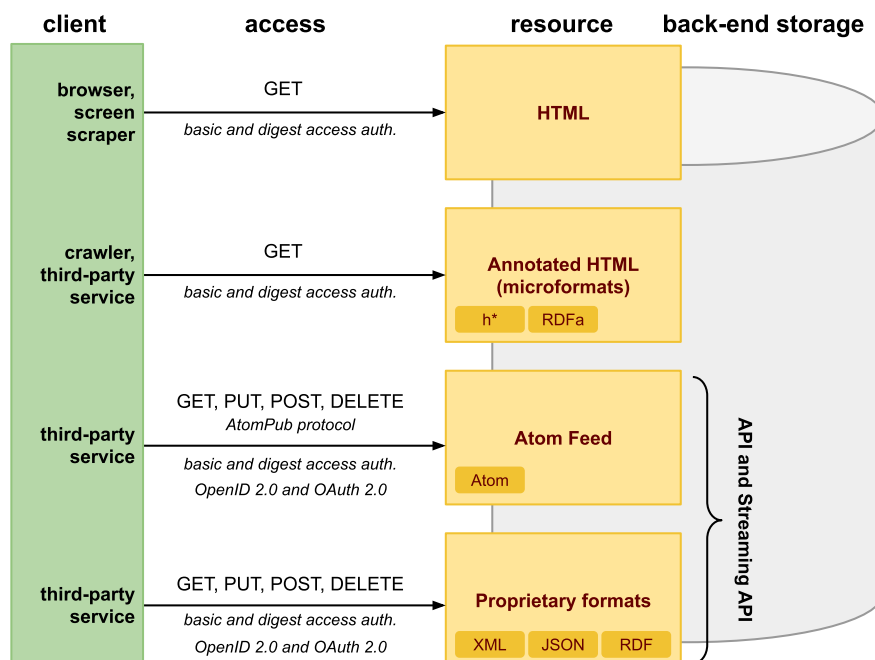 client
access
resource
back-end storage
browser,
screen
scraper
GET
basic and digest access auth.
HTML
crawler,
third-party
service
GET
basic and digest access auth.
Annotated HTML
(microformats)
h*
RDFa
third-party
service
GET, PUT, POST, DELETE
AtomPub protocol
basic and digest access auth.
OpenID 2.0 and OAuth 2.0
Atom Feed
Atom
API and Streaming API
third-party
service
GET, PUT, POST, DELETE
basic and digest access auth.
OpenID 2.0 and OAuth 2.0
Proprietary formats
XML
JSON
RDF